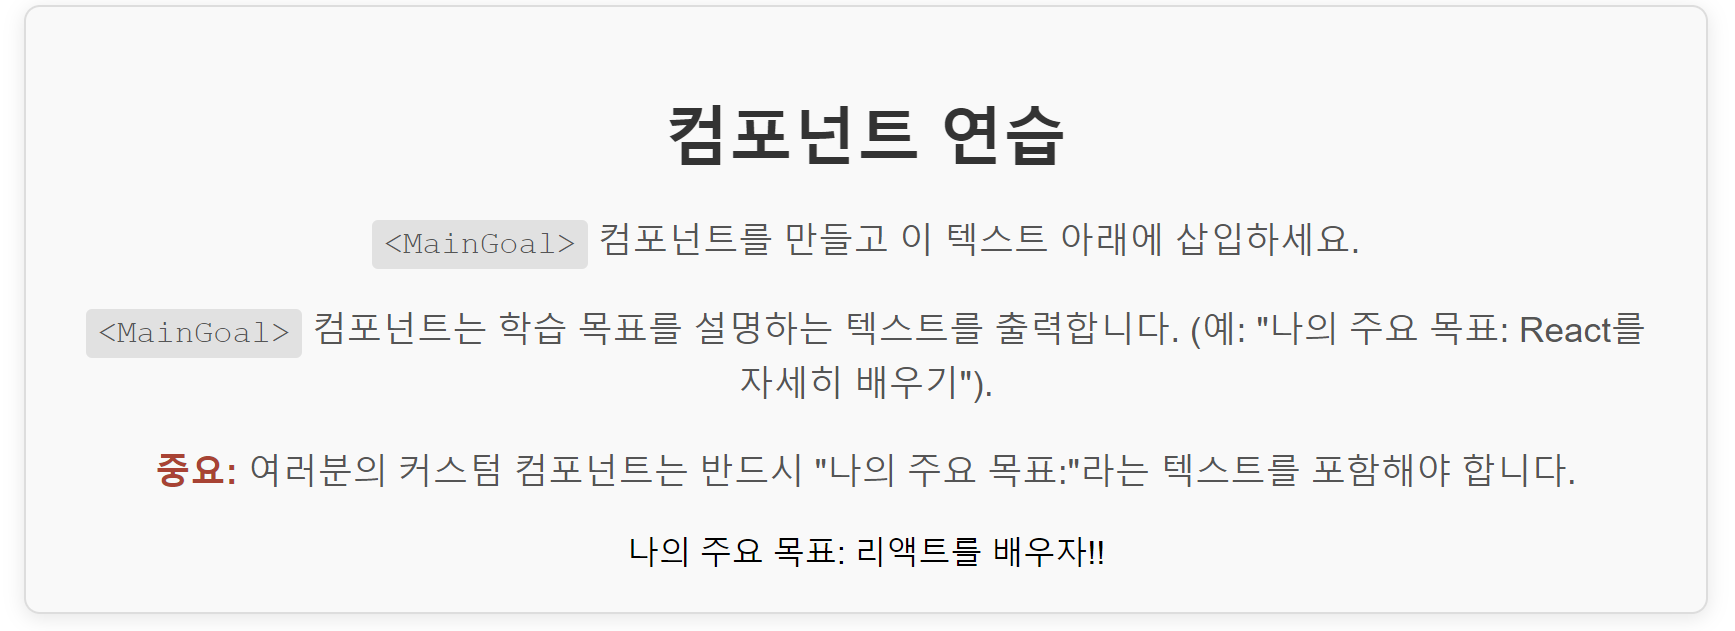 컴포넌트 연습
<MainGoal> 컴포넌트를 만들고 이 텍스트 아래에 삽입하세요.
<MainGoal> 컴포넌트는 학습 목표를 설명하는 텍스트를 출력합니다. (예: "나의 주요 목표: React를
자세히 배우기").
중요: 여러분의 커스텀 컴포넌트는 반드시 "나의 주요 목표:"라는 텍스트를 포함해야 합니다.
나의 주요 목표: 리액트를 배우자!!